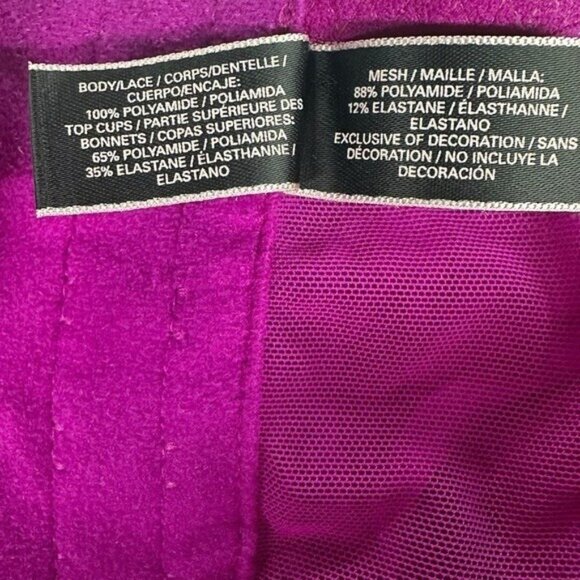 BODY/LACE / CORPS/DENTELLE /
CUERPO/ENCAJE:
100% POLYAMIDE / POLIAMIDA
TOP CUPS / PARTIE SUPÉRIEURE DES
BONNETS / COPAS SUPERIORES:
65% POLYAMIDE / POLIAMIDA
35% ELASTANE / ÉLASTHANNE /
ELASTANO
MESH / MAILLE / MALLA:
88% POLYAMIDE / POLIAMIDA
12% ELASTANE / ÉLASTHANNE /
ELASTANO
EXCLUSIVE OF DECORATION / SANS
DÉCORATION / NO INCLUYE LA
DECORACIÓN